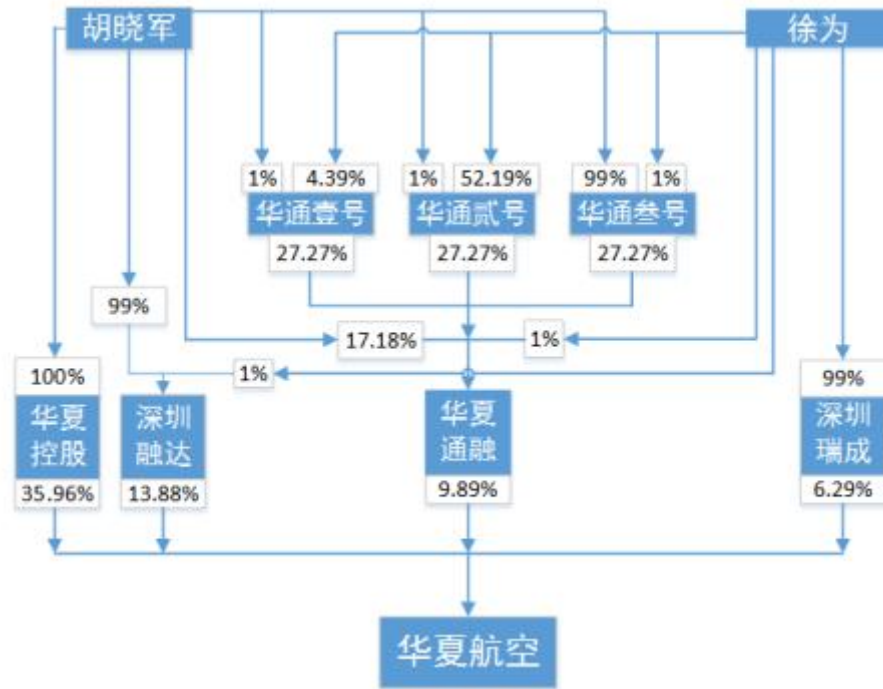 胡晓军
徐为
1%
4.39%
1%
52.19%
99%
1%
华通壹号
华通贰号
华通叁号
27.27%
27.27%
27.27%
99%
17.18%
1%
100%
1%
99%
华夏
控股
深圳
融达
华夏
通融
深圳
瑞成
35.96%
13.88%
9.89%
6.29%
华夏航空